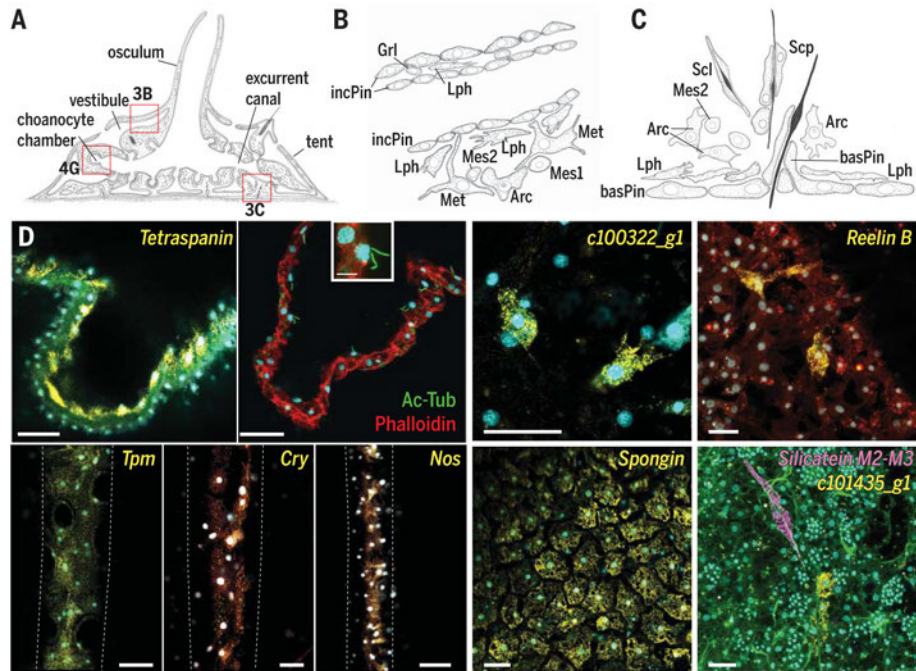 A
osculum
vestibule
3B
choanocyte
chamber
4G
excurrent
canal
tent
3C
B
Grl
incPin
Lph
incPin
Lph
Mes2
Lph
Met
Mes1
Met
Arc
C
Scp
Scl
Mes2
Arc
Arc
Lph
basPin
basPin
Lph
D
Tetraspanin
Ac-Tub
Phalloidin
c100322_g1
Reelin B
Tpm
Cry
Nos
Spongin
Silicatein M2-M3
c101435_g1